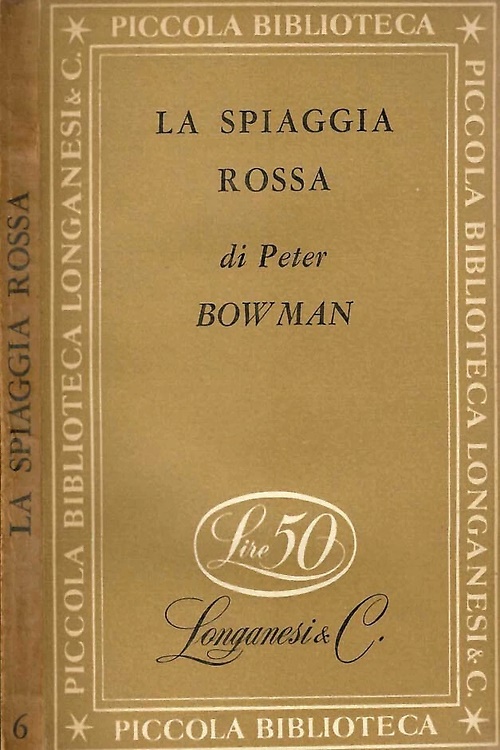 PICCOLA BIBLIOTECA
LA SPIAGGIA
ROSSA
di Peter
BOWMAN
Lire 50
Longanesi & C.
PICCOLA BIBLIOTECA
PICCOLA BIBLIOTECA LONGANESI & C.
PICCOLA BIBLIOTECA LONGANESI & C.
LA SPIAGGIA ROSSA
6